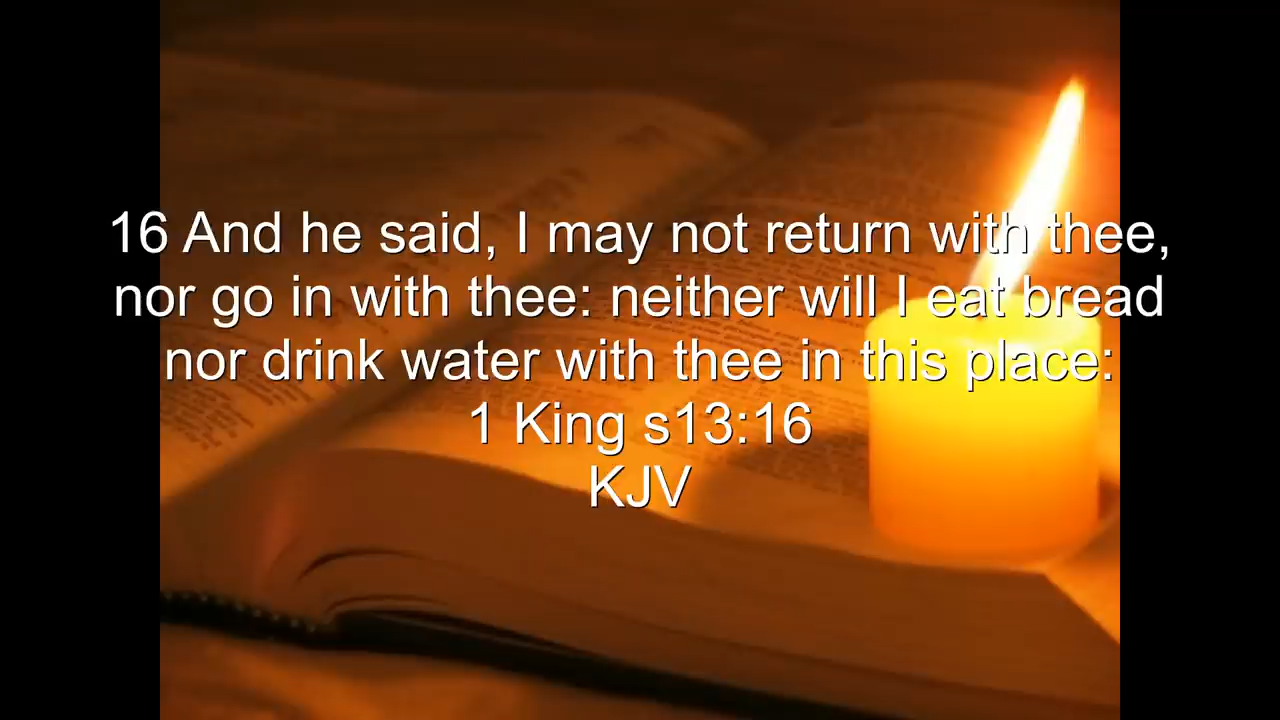 16 And he said, I may not return with thee,
nor go in with thee: neither will I eat bread
nor drink water with thee in this place:
1 King s13:16
KJV